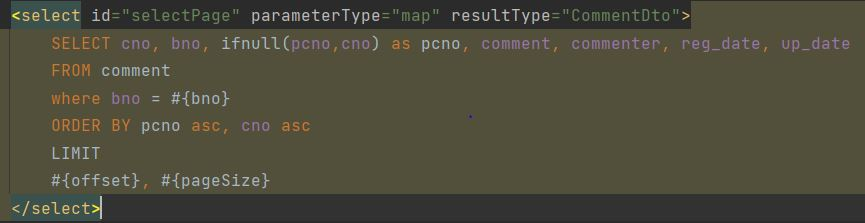 <select id="selectPage" parameterType="map" resultType="CommentDto">
SELECT cno, bno, ifnull(pcno,cno) as pcno, comment, commenter, reg_date, up_date
FROM comment
where bno = #{bno}
ORDER BY pcno asc, cno asc
LIMIT
#{offset}, #{pageSize}
</select>